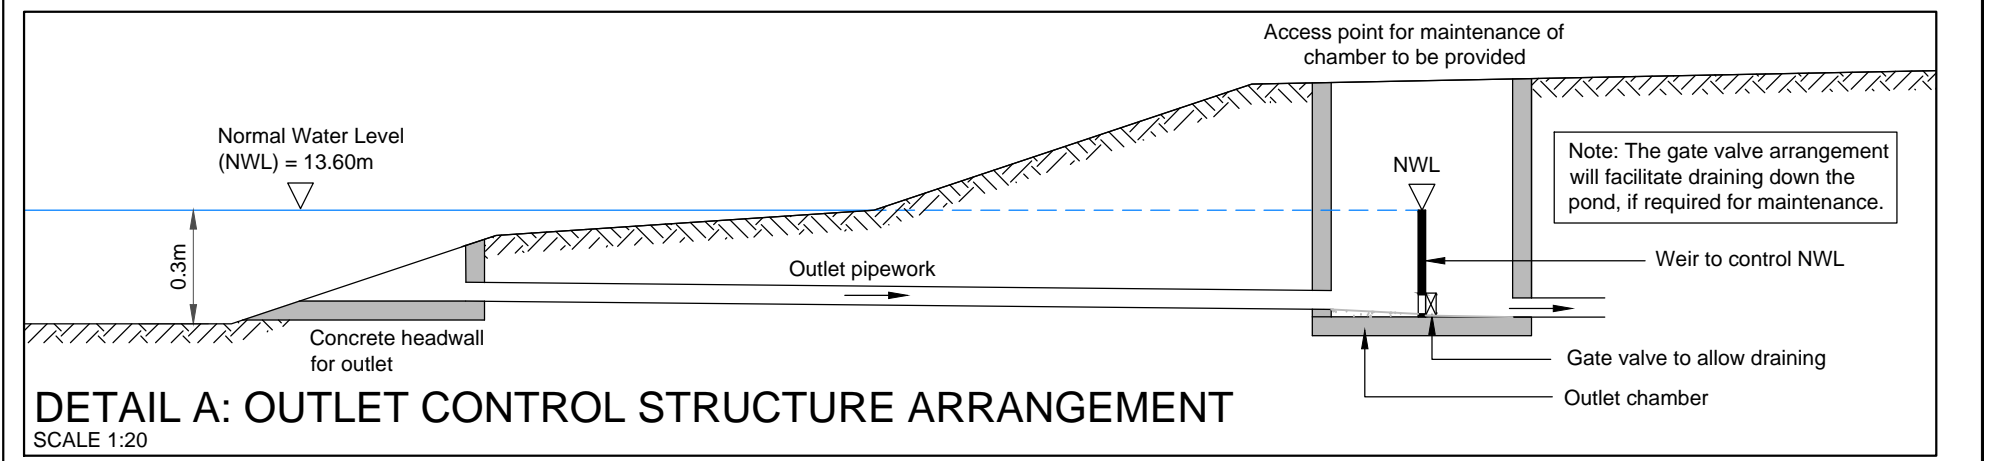 Access point for maintenance of
chamber to be provided
Normal Water Level
(NWL) = 13.60m
NWL
Note: The gate valve arrangement
will facilitate draining down the
pond, if required for maintenance.
0.3m
Outlet pipework
Weir to control NWL
Concrete headwall
for outlet
Gate valve to allow draining
Outlet chamber
DETAIL A: OUTLET CONTROL STRUCTURE ARRANGEMENT
SCALE 1:20